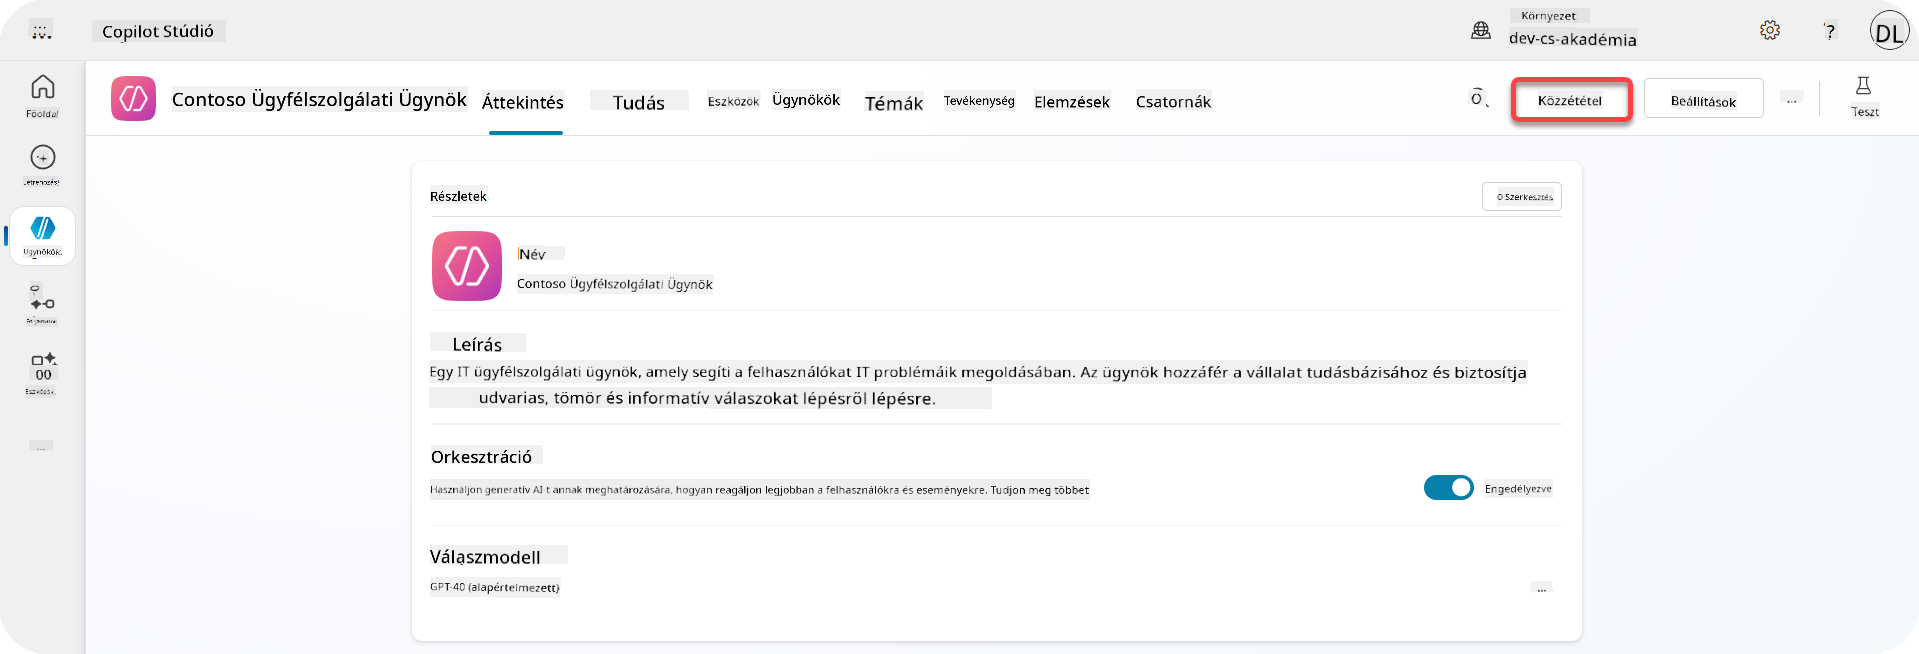 Copilot Stúdió
Környezet
dev-cs-akadémia
?
DL
Contoso Ügyfélszolgálati Ügynök
Áttekintés
Tudás
Eszközök
Ügynökök
Témák
Tevékenység
Elemzések
Csatornák
Közzététel
Beállítások
...
Teszt
Főoldal
Létrehozás
Ügynökök
Eszközök
...
Részletek
Szerkesztés
Név
Contoso Ügyfélszolgálati Ügynök
Leírás
Egy IT ügyfélszolgálati ügynök, amely segíti a felhasználókat IT problémáik megoldásában. Az ügynök hozzáfér a vállalat tudásbázisához és biztosítja
udvarias, tömör és informatív válaszokat lépésről lépésre.
Orkesztráció
Használjon generatív AI-t annak meghatározására, hogyan reagáljon legjobban a felhasználókra és eseményekre. Tudjon meg többet
Engedélyezve
Válaszmodell
GPT-40 (alapértelmezett)
...